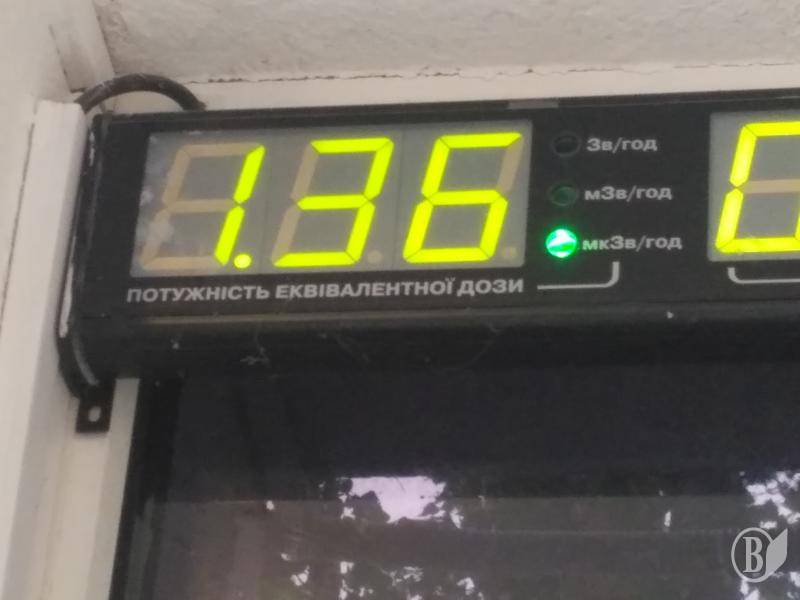 1.36
Зв/год
мЗв/год
мкЗв/год
ПОТУЖНІСТЬ ЕКВІВАЛЕНТНОЇ ДОЗИ
B